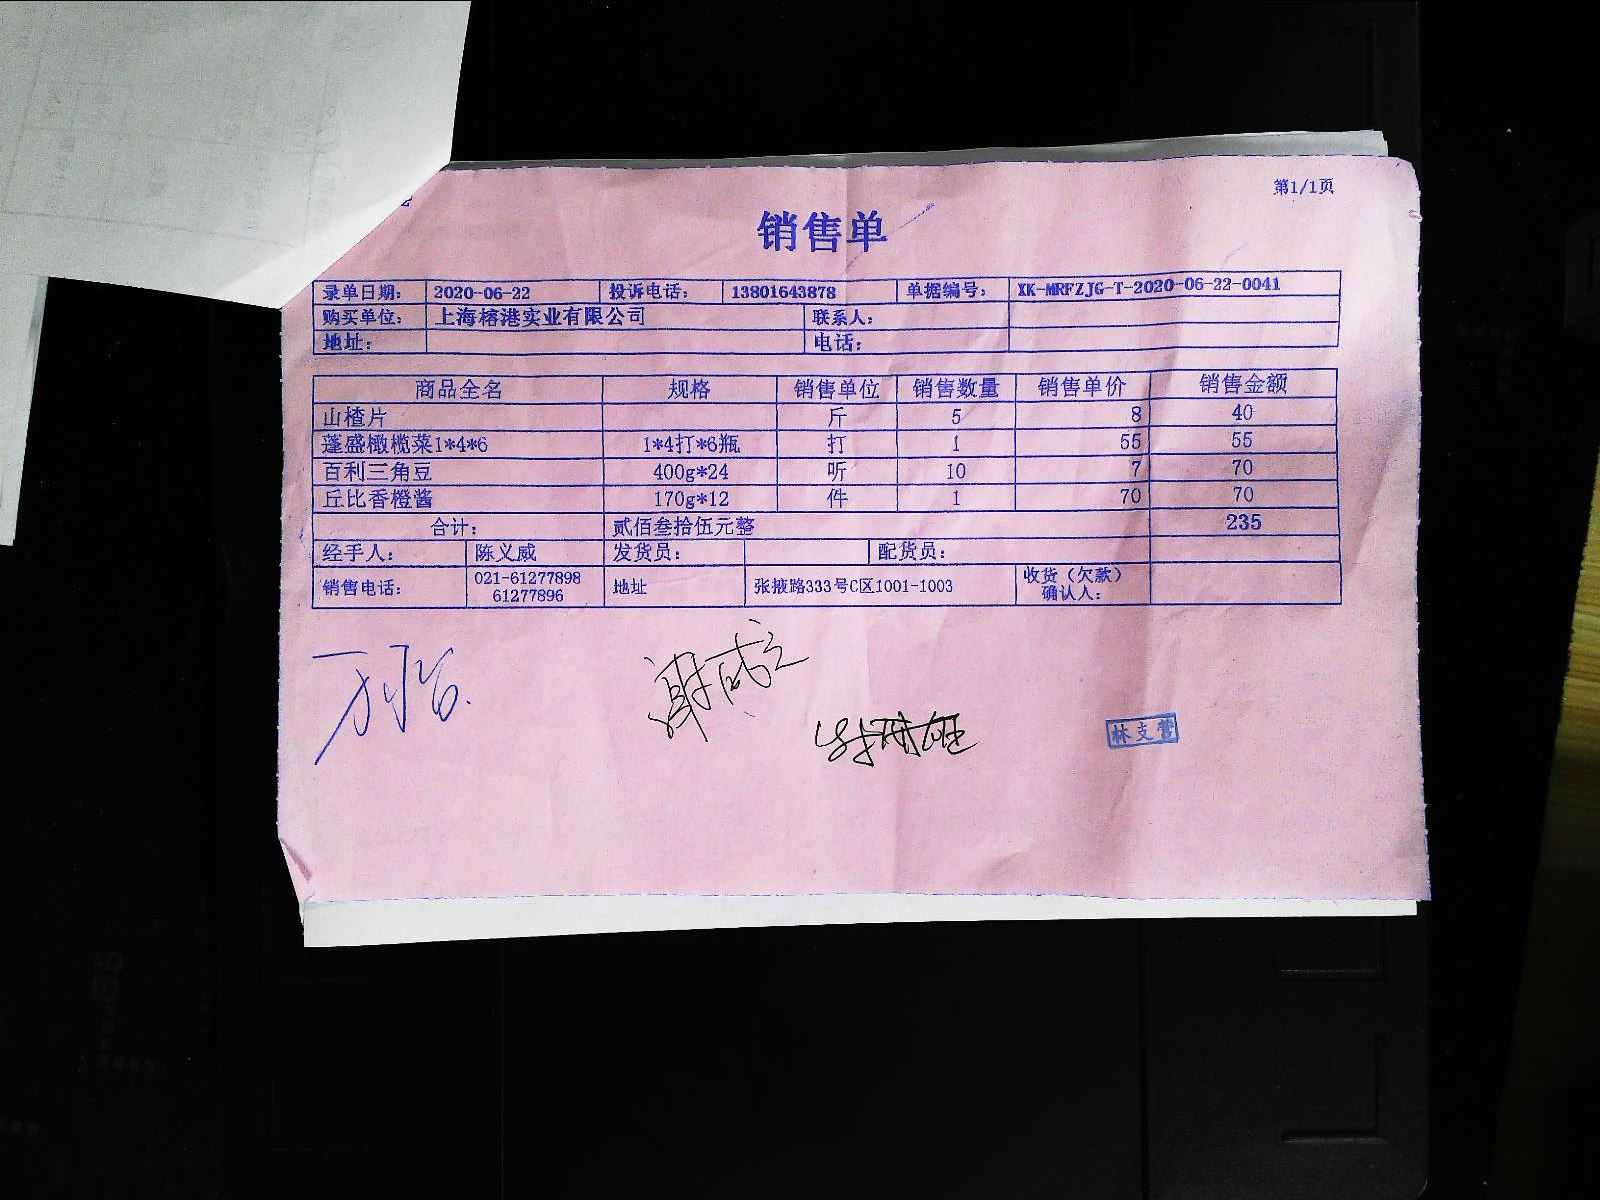 第1/1页
销售单
录单日期： 2020-06-22 投诉电话： 13801643878 单据编号： XK-MRFZJG-T-2020-06-22-0041
购买单位： 上海榕港实业有限公司 联系人：
地址： 电话：
商品全名 规格 销售单位 销售数量 销售单价 销售金额
山楂片 斤 5 8 40
蓬盛橄榄菜1*4*6 1*4打*6瓶 打 1 55 55
百利三角豆 400g*24 听 10 7 70
丘比香橙酱 170g*12 件 1 70 70
合计： 贰佰叁拾伍元整 235
经手人： 陈义威 发货员： 配货员：
销售电话： 021-61277898 61277896 地址 张掖路333号C区1001-1003 收货（欠款）确认人：
林支营
B5